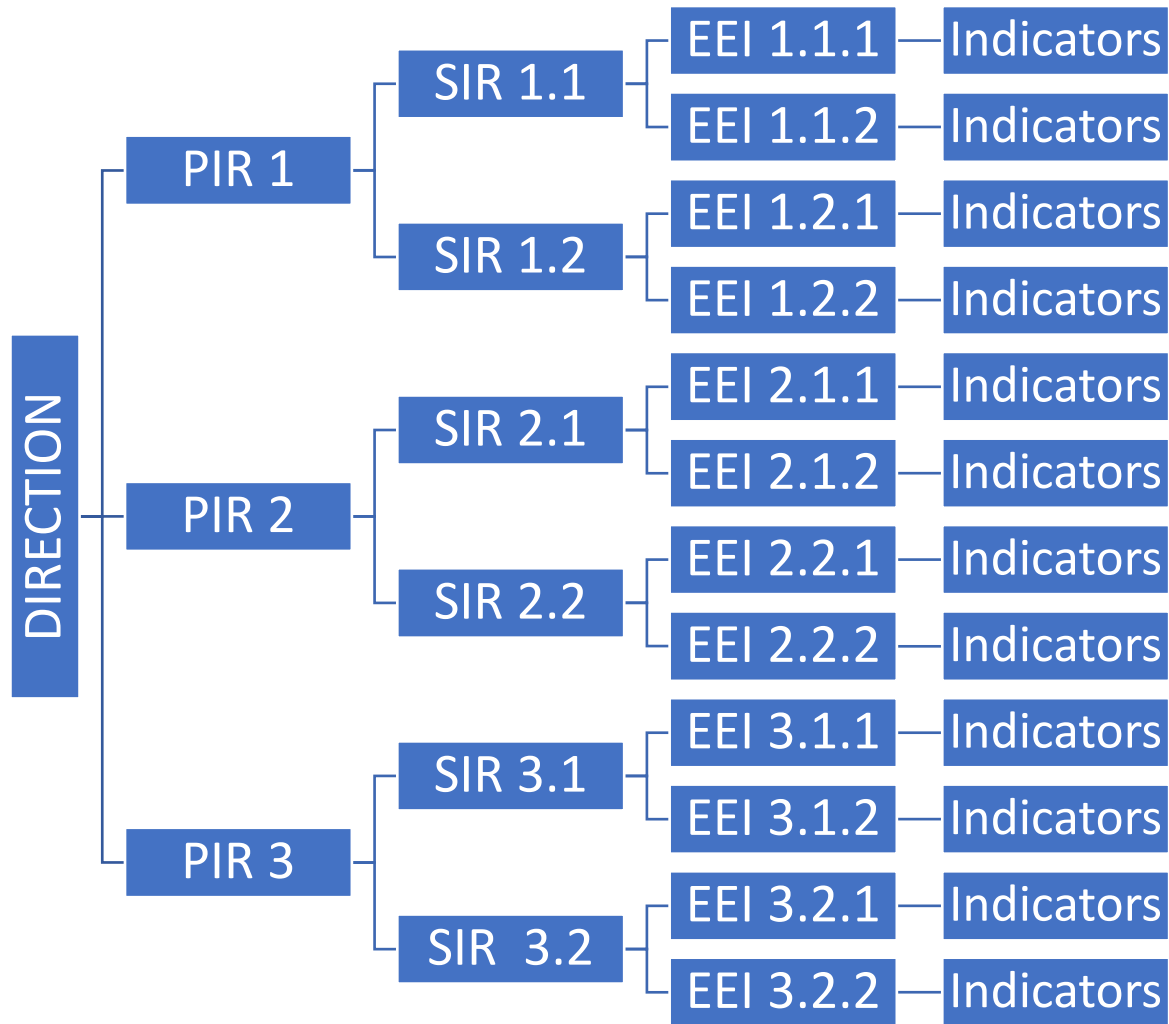 DIRECTION
PIR 1
SIR 1.1
EEI 1.1.1
Indicators
EEI 1.1.2
Indicators
SIR 1.2
EEI 1.2.1
Indicators
EEI 1.2.2
Indicators
PIR 2
SIR 2.1
EEI 2.1.1
Indicators
EEI 2.1.2
Indicators
SIR 2.2
EEI 2.2.1
Indicators
EEI 2.2.2
Indicators
PIR 3
SIR 3.1
EEI 3.1.1
Indicators
EEI 3.1.2
Indicators
SIR  3.2
EEI 3.2.1
Indicators
EEI 3.2.2
Indicators